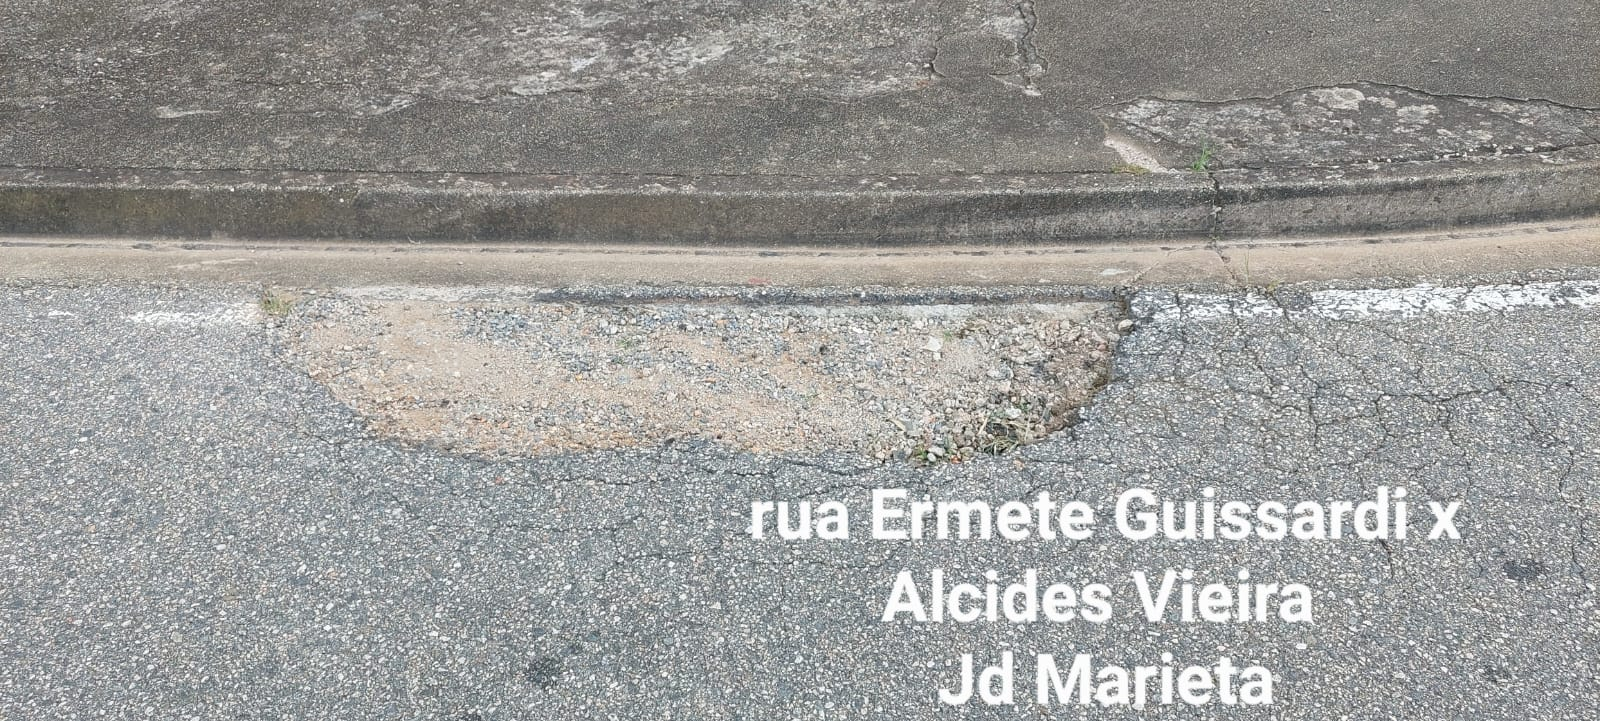 rua Ermete Guissardi x
Alcides Vieira
Jd Marieta